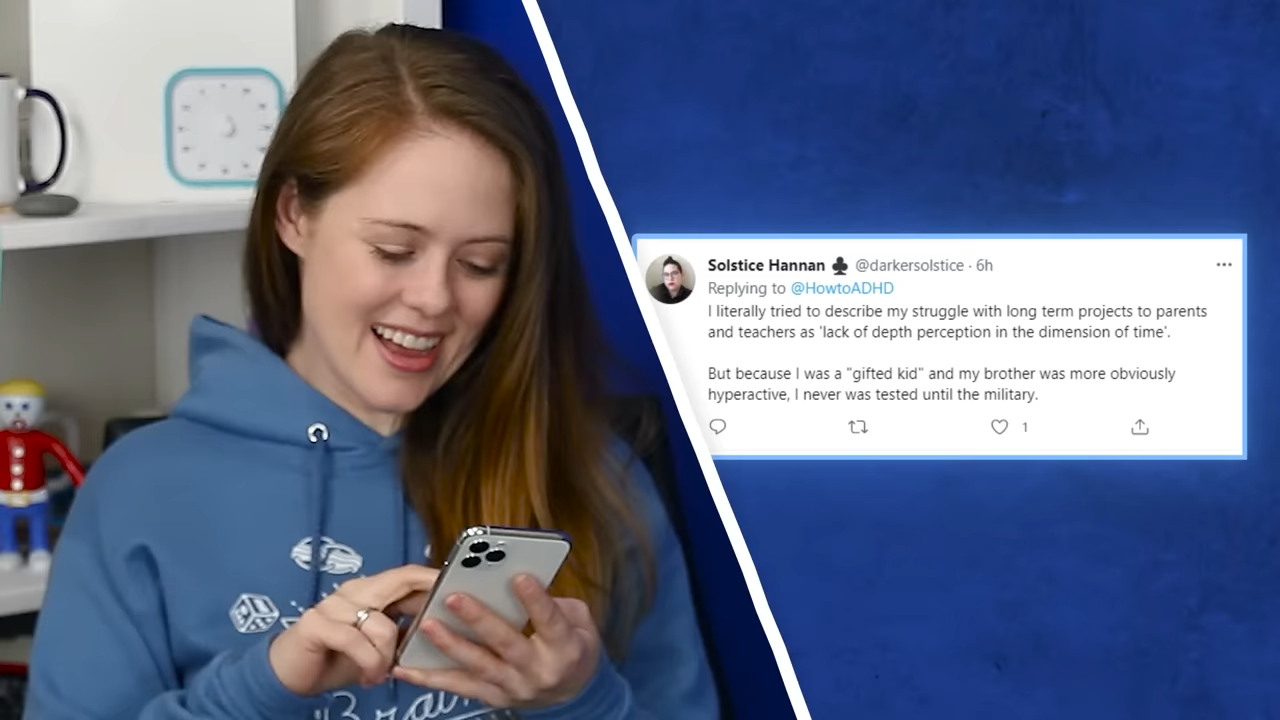 Solstice Hannan ♣ @darkersolstice · 6h
Replying to @HowtoADHD
I literally tried to describe my struggle with long term projects to parents
and teachers as 'lack of depth perception in the dimension of time'.
But because I was a "gifted kid" and my brother was more obviously
hyperactive, I never was tested until the military.
1